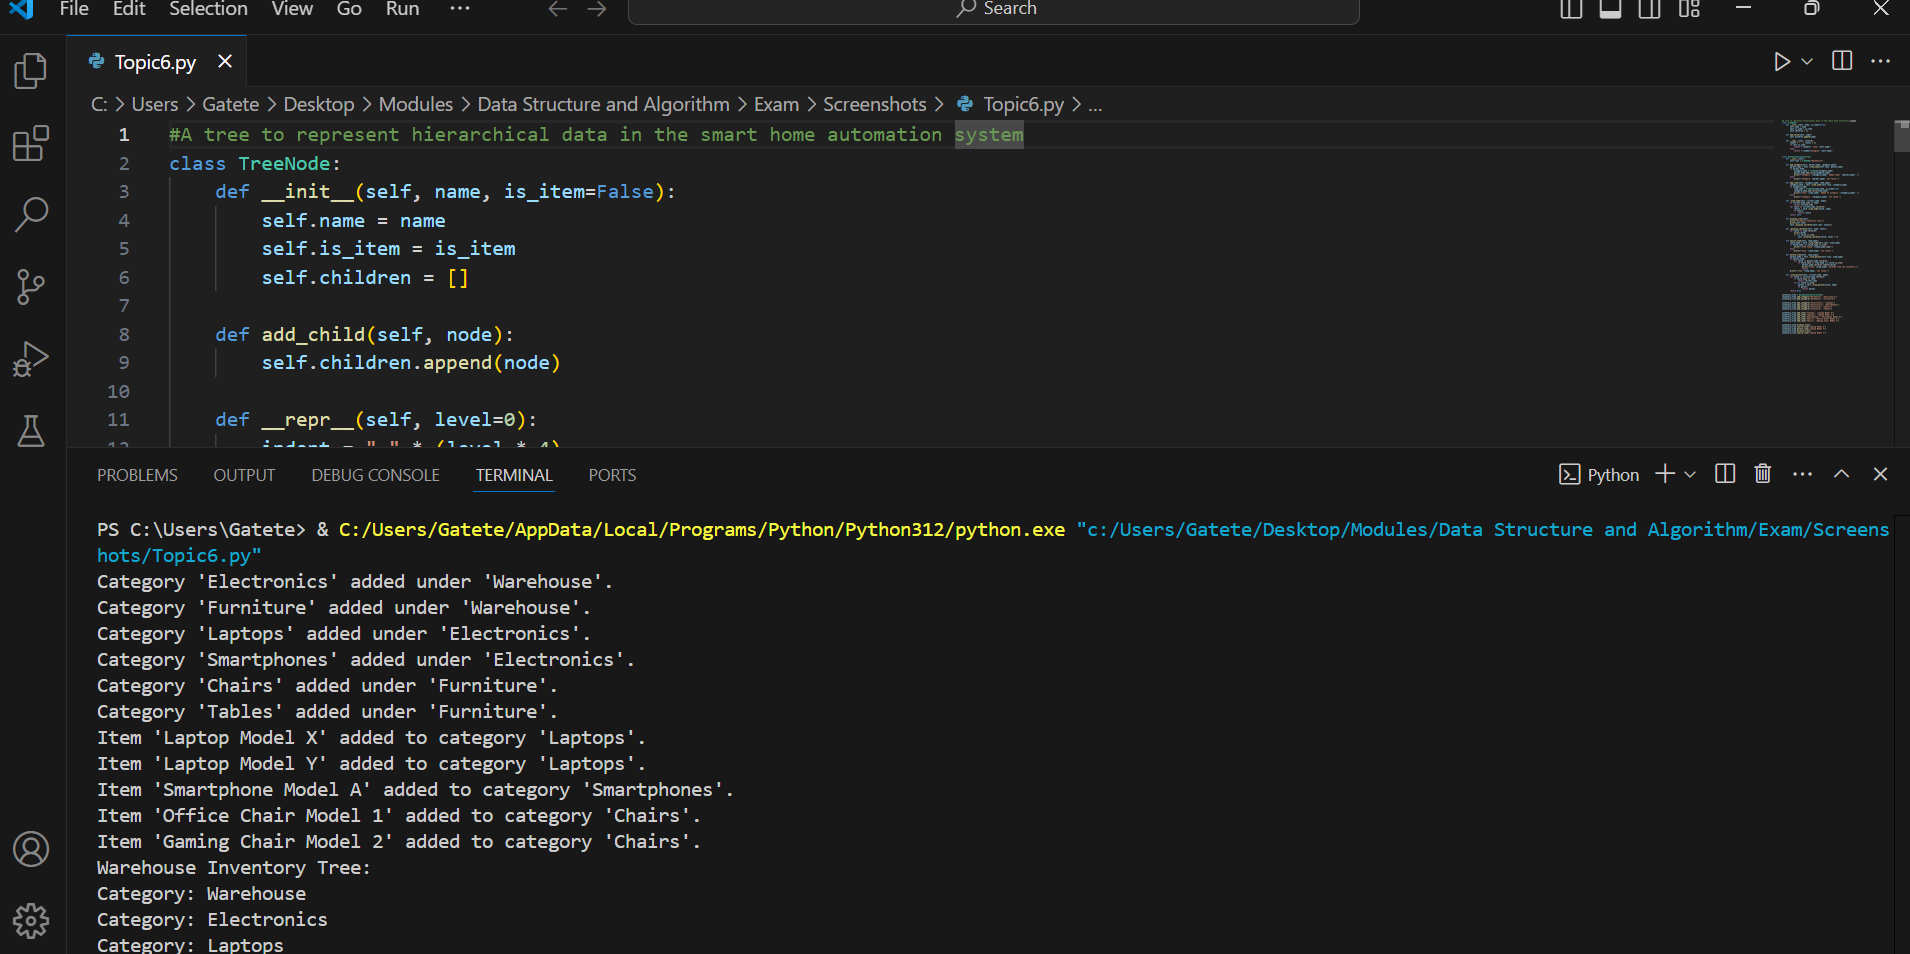 File Edit Selection View Go Run ...
Search
Topic6.py
C: > Users > Gatete > Desktop > Modules > Data Structure and Algorithm > Exam > Screenshots > Topic6.py > ...
1 #A tree to represent hierarchical data in the smart home automation system
2 class TreeNode:
3 def __init__(self, name, is_item=False):
4 self.name = name
5 self.is_item = is_item
6 self.children = []
7
8 def add_child(self, node):
9 self.children.append(node)
10
11 def __repr__(self, level=0):
12 indent = " " * (level * 4)
PROBLEMS OUTPUT DEBUG CONSOLE TERMINAL PORTS
Python
PS C:\Users\Gatete> & C:/Users/Gatete/AppData/Local/Programs/Python/Python312/python.exe "c:/Users/Gatete/Desktop/Modules/Data Structure and Algorithm/Exam/Screens
hots/Topic6.py"
Category 'Electronics' added under 'Warehouse'.
Category 'Furniture' added under 'Warehouse'.
Category 'Laptops' added under 'Electronics'.
Category 'Smartphones' added under 'Electronics'.
Category 'Chairs' added under 'Furniture'.
Category 'Tables' added under 'Furniture'.
Item 'Laptop Model X' added to category 'Laptops'.
Item 'Laptop Model Y' added to category 'Laptops'.
Item 'Smartphone Model A' added to category 'Smartphones'.
Item 'Office Chair Model 1' added to category 'Chairs'.
Item 'Gaming Chair Model 2' added to category 'Chairs'.
Warehouse Inventory Tree:
Category: Warehouse
Category: Electronics
Category: Laptops